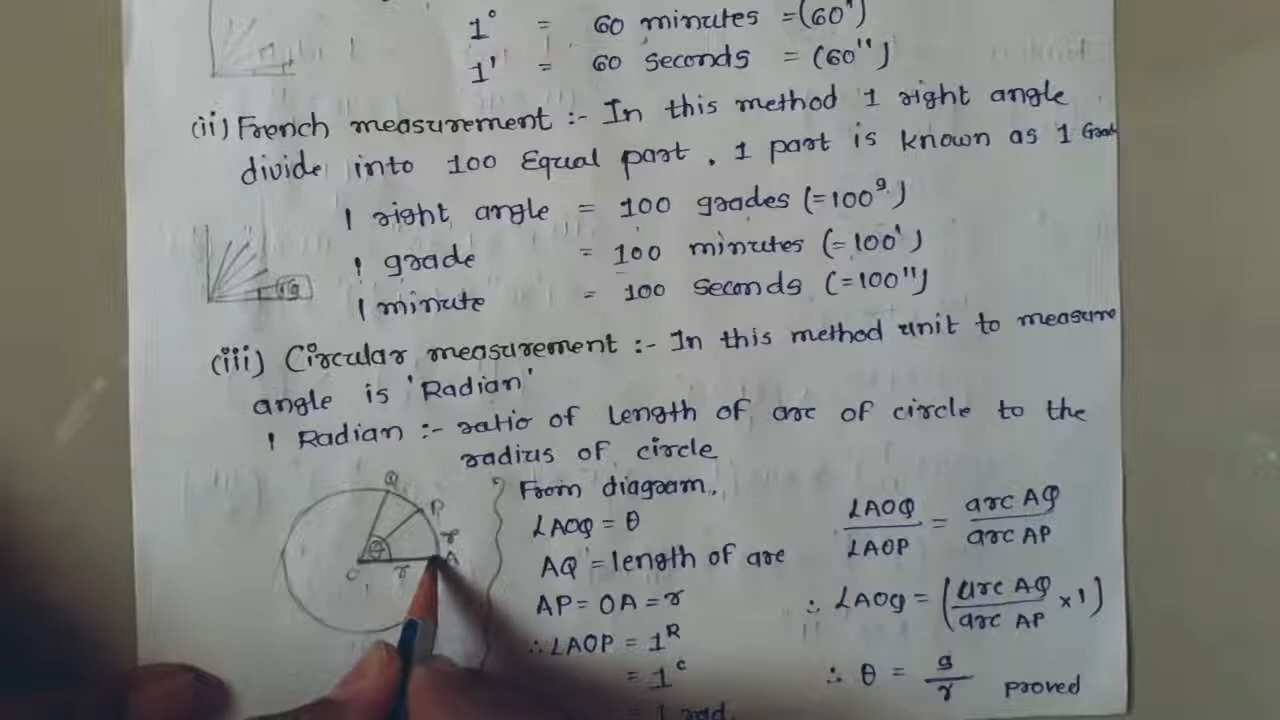 1° = 60 minutes =(60')
1' = 60 seconds = (60")
(ii) French measurement :- In this method 1 right angle
divide into 100 Equal part. 1 part is known as 1
1 right angle = 100 grades (=100ᵍ)
1 grade = 100 minutes (=100')
1 minute = 100 seconds (=100")
(iii) Circular measurement :- In this method unit to measure
angle is 'Radian'
1 Radian :- ratio of length of arc of circle to the
radius of circle
Q
P
r
A
θ
O
r
From diagram,
∠AOQ = θ
AQ = length of arc
AP = OA = r
∴ ∠AOP = 1ᴿ
= 1ᶜ
= 1 rad.
∠AOQ / ∠AOP = arc AQ / arc AP
∴ ∠AOQ = (arc AQ / arc AP × 1)
∴ θ = s / r proved